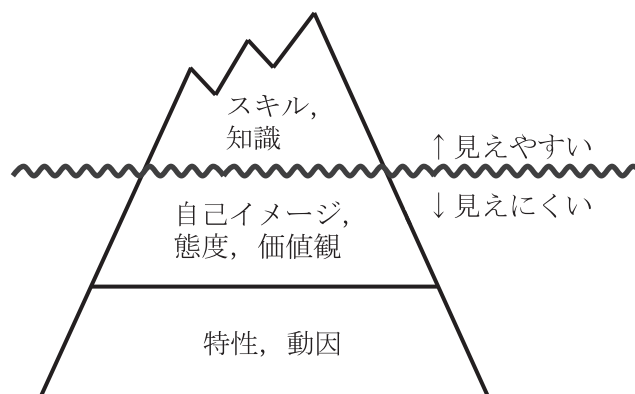 スキル，
知識
↑見えやすい
↓見えにくい
自己イメージ，
態度，価値観
特性，動因